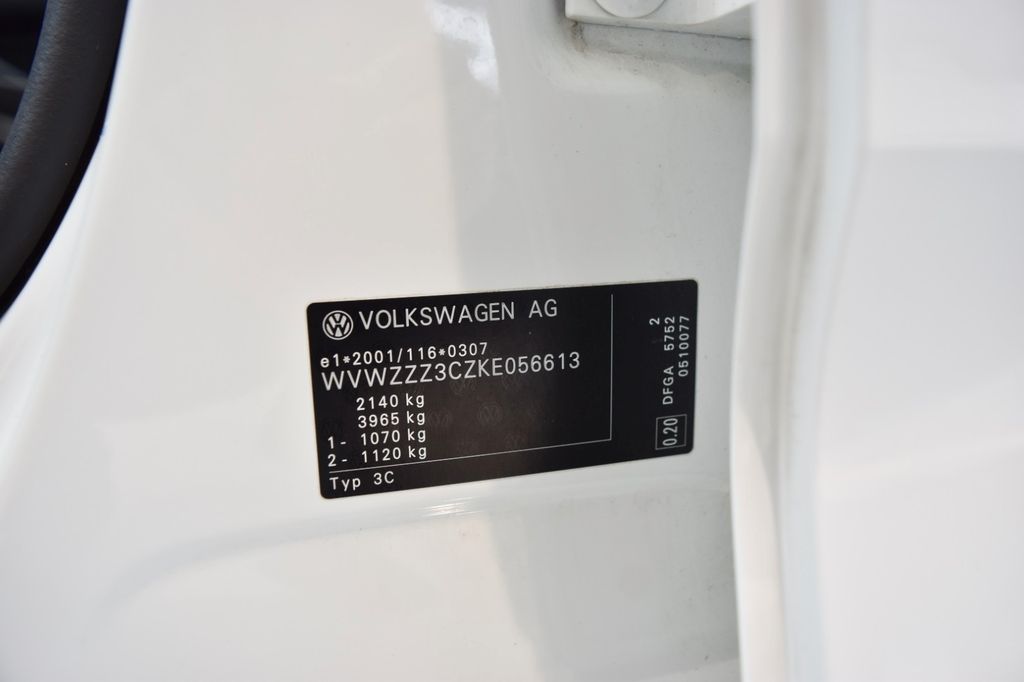 VOLKSWAGEN AG
e1*2001/116*0307
WVWZZZ3CZKE056613
2140 kg
3965 kg
1- 1070 kg
2- 1120 kg
Typ 3C
0.20
DFGA 5752 2
0510077